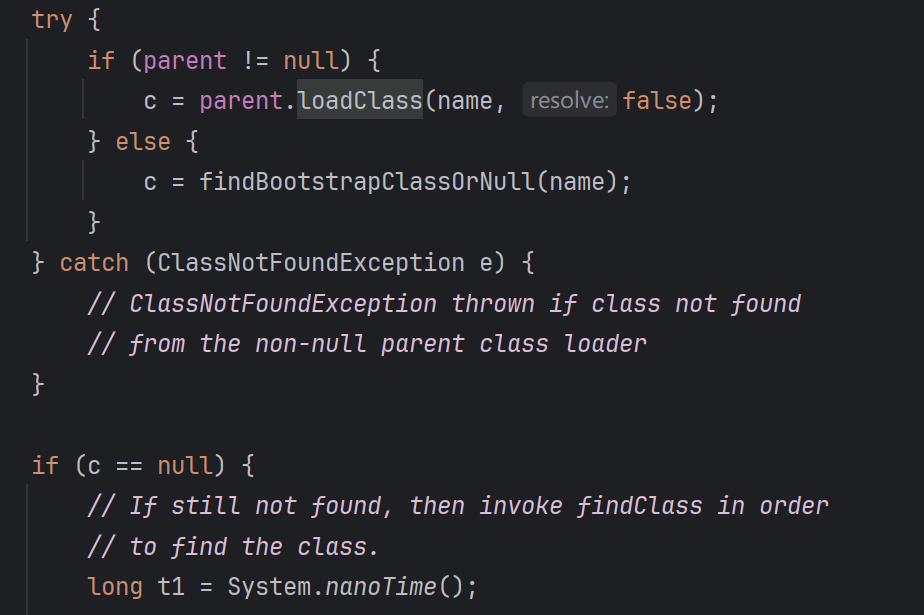 try {
if (parent != null) {
c = parent.loadClass(name, resolve: false);
} else {
c = findBootstrapClassOrNull(name);
}
} catch (ClassNotFoundException e) {
// ClassNotFoundException thrown if class not found
// from the non-null parent class loader
}
if (c == null) {
// If still not found, then invoke findClass in order
// to find the class.
long t1 = System.nanoTime();